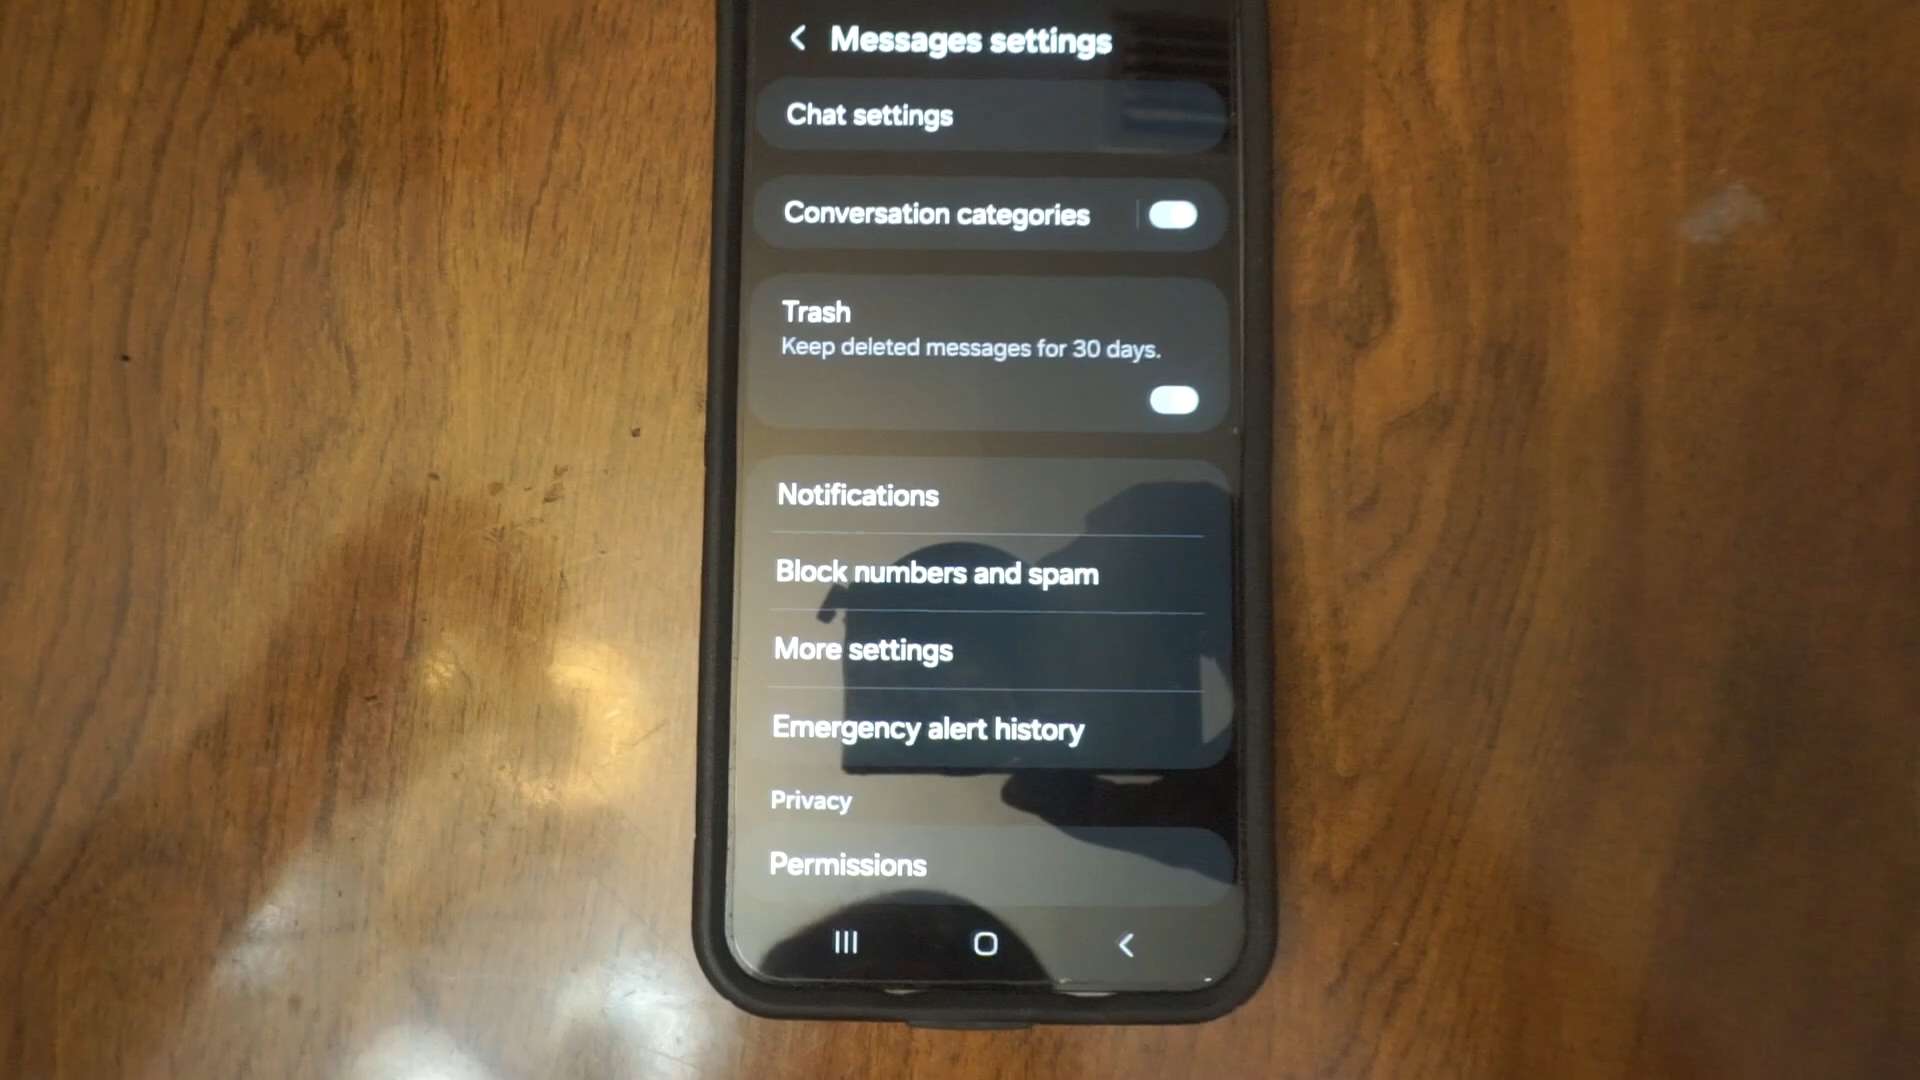 Messages settings
Chat settings
Conversation categories
Trash
Keep deleted messages for 30 days.
Notifications
Block numbers and spam
More settings
Emergency alert history
Privacy
Permissions